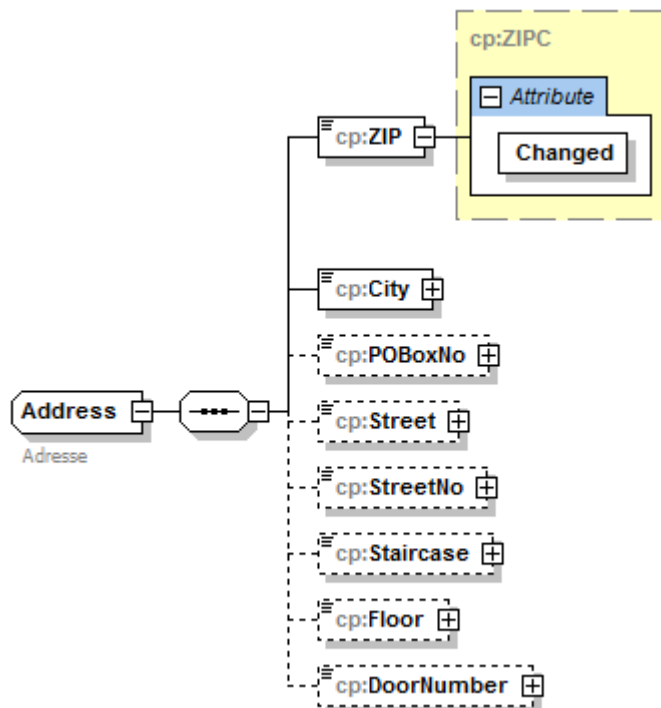 cp:ZIPC
Attribute
cp:ZIP
Changed
cp:City
cp:POBoxNo
Address
Adresse
cp:Street
cp:StreetNo
cp:Staircase
cp:Floor
cp:DoorNumber